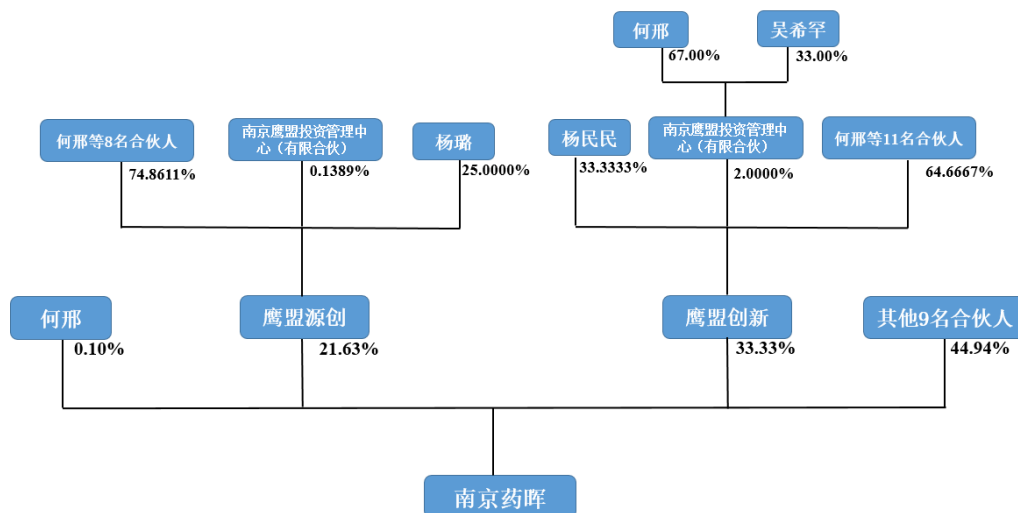 何邢
吴希罕
67.00%
33.00%
何邢等8名合伙人
南京鹰盟投资管理中
心（有限合伙）
杨璐
杨民民
南京鹰盟投资管理中
心（有限合伙）
何邢等11名合伙人
74.8611%
0.1389%
25.0000%
33.3333%
2.0000%
64.6667%
何邢
鹰盟源创
鹰盟创新
其他9名合伙人
0.10%
21.63%
33.33%
44.94%
南京药晖